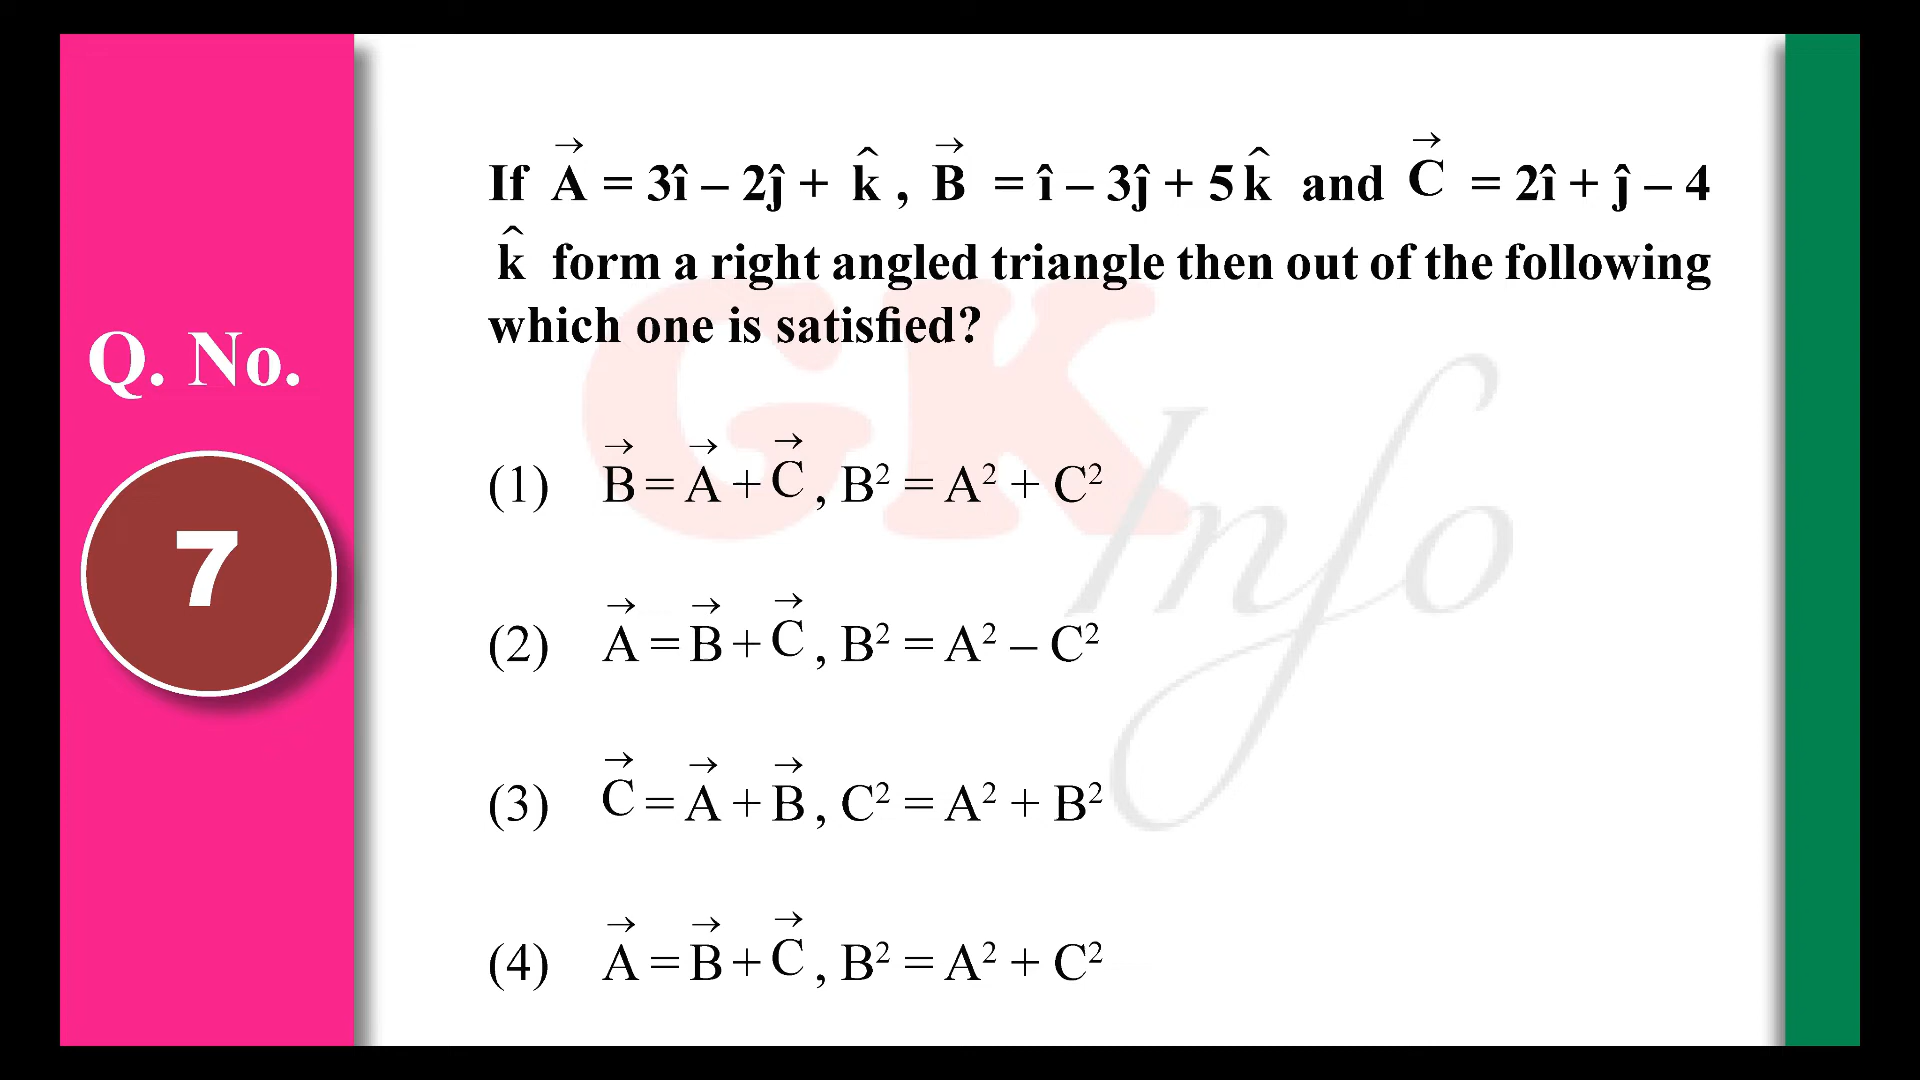 If A⃗ = 3î – 2ĵ + k̂ , B⃗ = î – 3ĵ + 5k̂ and C⃗ = 2î + ĵ – 4
k̂ form a right angled triangle then out of the following
which one is satisfied?
Q. No.
7
(1) B⃗ = A⃗ + C⃗ , B² = A² + C²
(2) A⃗ = B⃗ + C⃗ , B² = A² – C²
(3) C⃗ = A⃗ + B⃗ , C² = A² + B²
(4) A⃗ = B⃗ + C⃗ , B² = A² + C²
GK
Info